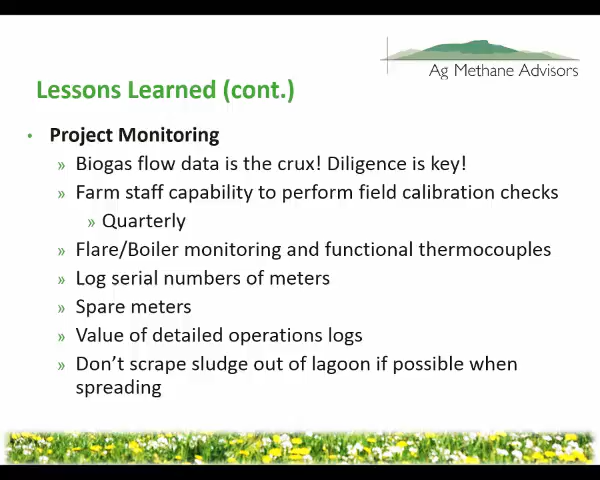 Ag Methane Advisors
Lessons Learned (cont.)
• Project Monitoring
» Biogas flow data is the crux! Diligence is key!
» Farm staff capability to perform field calibration checks
» Quarterly
» Flare/Boiler monitoring and functional thermocouples
» Log serial numbers of meters
» Spare meters
» Value of detailed operations logs
» Don’t scrape sludge out of lagoon if possible when
spreading